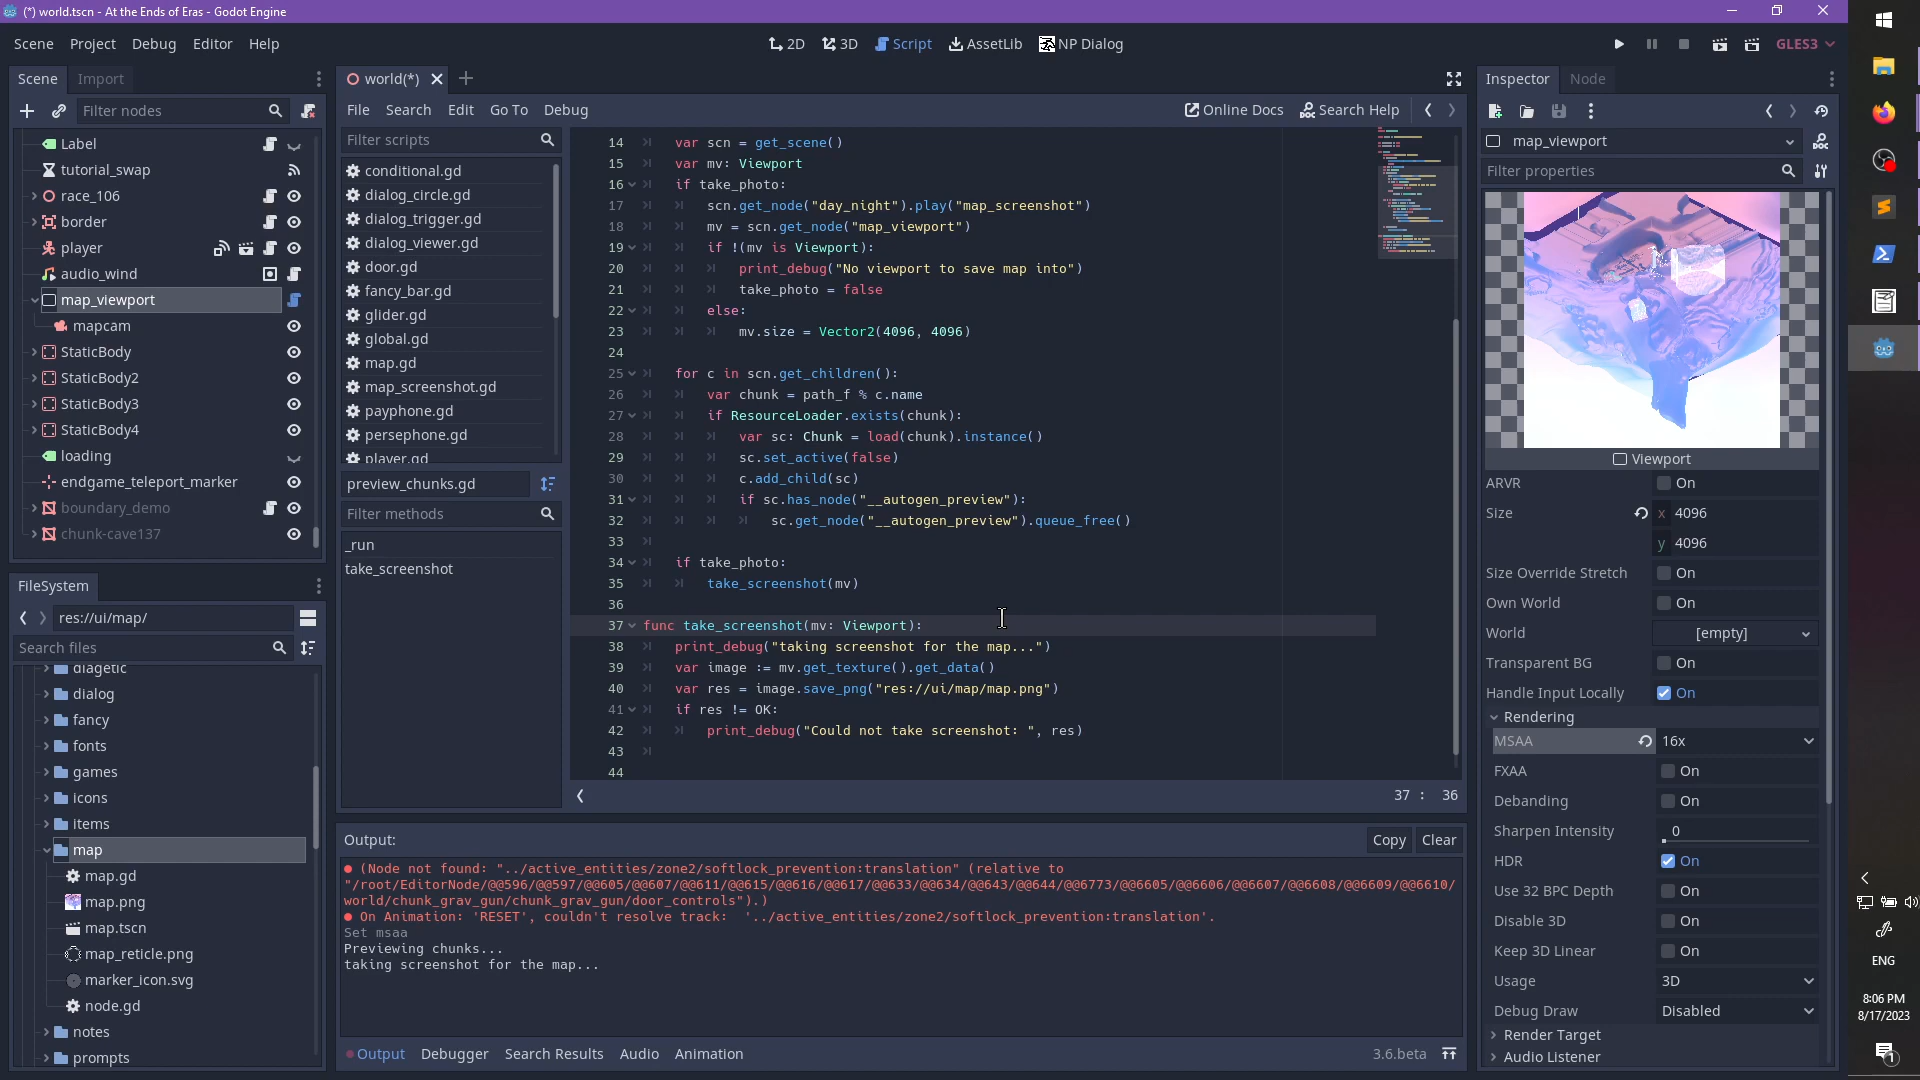 (*) world.tscn - At the Ends of Eras - Godot Engine
Scene Project Debug Editor Help
2D 3D Script AssetLib NP Dialog
GLES3
Scene Import
Filter nodes
Label
tutorial_swap
race_106
border
player
audio_wind
map_viewport
mapcam
StaticBody
StaticBody2
StaticBody3
StaticBody4
loading
endgame_teleport_marker
boundary_demo
chunk-cave137
FileSystem
res://ui/map/
Search files
diagetic
dialog
fancy
fonts
games
icons
items
map
map.gd
map.png
map.tscn
map_reticle.png
marker_icon.svg
node.gd
notes
prompts
world(*)
File Search Edit Go To Debug
Online Docs Search Help
Filter scripts
conditional.gd
dialog_circle.gd
dialog_trigger.gd
dialog_viewer.gd
door.gd
fancy_bar.gd
glider.gd
global.gd
map.gd
map_screenshot.gd
payphone.gd
persephone.gd
player.gd
preview_chunks.gd
Filter methods
_run
take_screenshot
14 var scn = get_scene()
15 var mv: Viewport
16 if take_photo:
17 scn.get_node("day_night").play("map_screenshot")
18 mv = scn.get_node("map_viewport")
19 if !(mv is Viewport):
20 print_debug("No viewport to save map into")
21 take_photo = false
22 else:
23 mv.size = Vector2(4096, 4096)
24
25 for c in scn.get_children():
26 var chunk = path_f % c.name
27 if ResourceLoader.exists(chunk):
28 var sc: Chunk = load(chunk).instance()
29 sc.set_active(false)
30 c.add_child(sc)
31 if sc.has_node("__autogen_preview"):
32 sc.get_node("__autogen_preview").queue_free()
33
34 if take_photo:
35 take_screenshot(mv)
36
37 func take_screenshot(mv: Viewport):
38 print_debug("taking screenshot for the map...")
39 var image := mv.get_texture().get_data()
40 var res = image.save_png("res://ui/map/map.png")
41 if res != OK:
42 print_debug("Could not take screenshot: ", res)
43
44
37 : 36
Output:
Copy Clear
(Node not found: "../active_entities/zone2/softlock_prevention:translation" (relative to
"/root/EditorNode/@@596/@@597/@@605/@@607/@@611/@@615/@@616/@@617/@@633/@@634/@@643/@@644/@@6773/@@6605/@@6606/@@6607/@@6608/@@6609/@@6610/
world/chunk_grav_gun/chunk_grav_gun/door_controls").)
On Animation: 'RESET', couldn't resolve track: '../active_entities/zone2/softlock_prevention:translation'.
Set msaa
Previewing chunks...
taking screenshot for the map...
Output Debugger Search Results Audio Animation
3.6.beta
Inspector Node
map_viewport
Filter properties
Viewport
ARVR On
Size x 4096
y 4096
Size Override Stretch On
Own World On
World [empty]
Transparent BG On
Handle Input Locally On
Rendering
MSAA 16x
FXAA On
Debanding On
Sharpen Intensity 0
HDR On
Use 32 BPC Depth On
Disable 3D On
Keep 3D Linear On
Usage 3D
Debug Draw Disabled
Render Target
Audio Listener
ENG
8:06 PM
8/17/2023
1